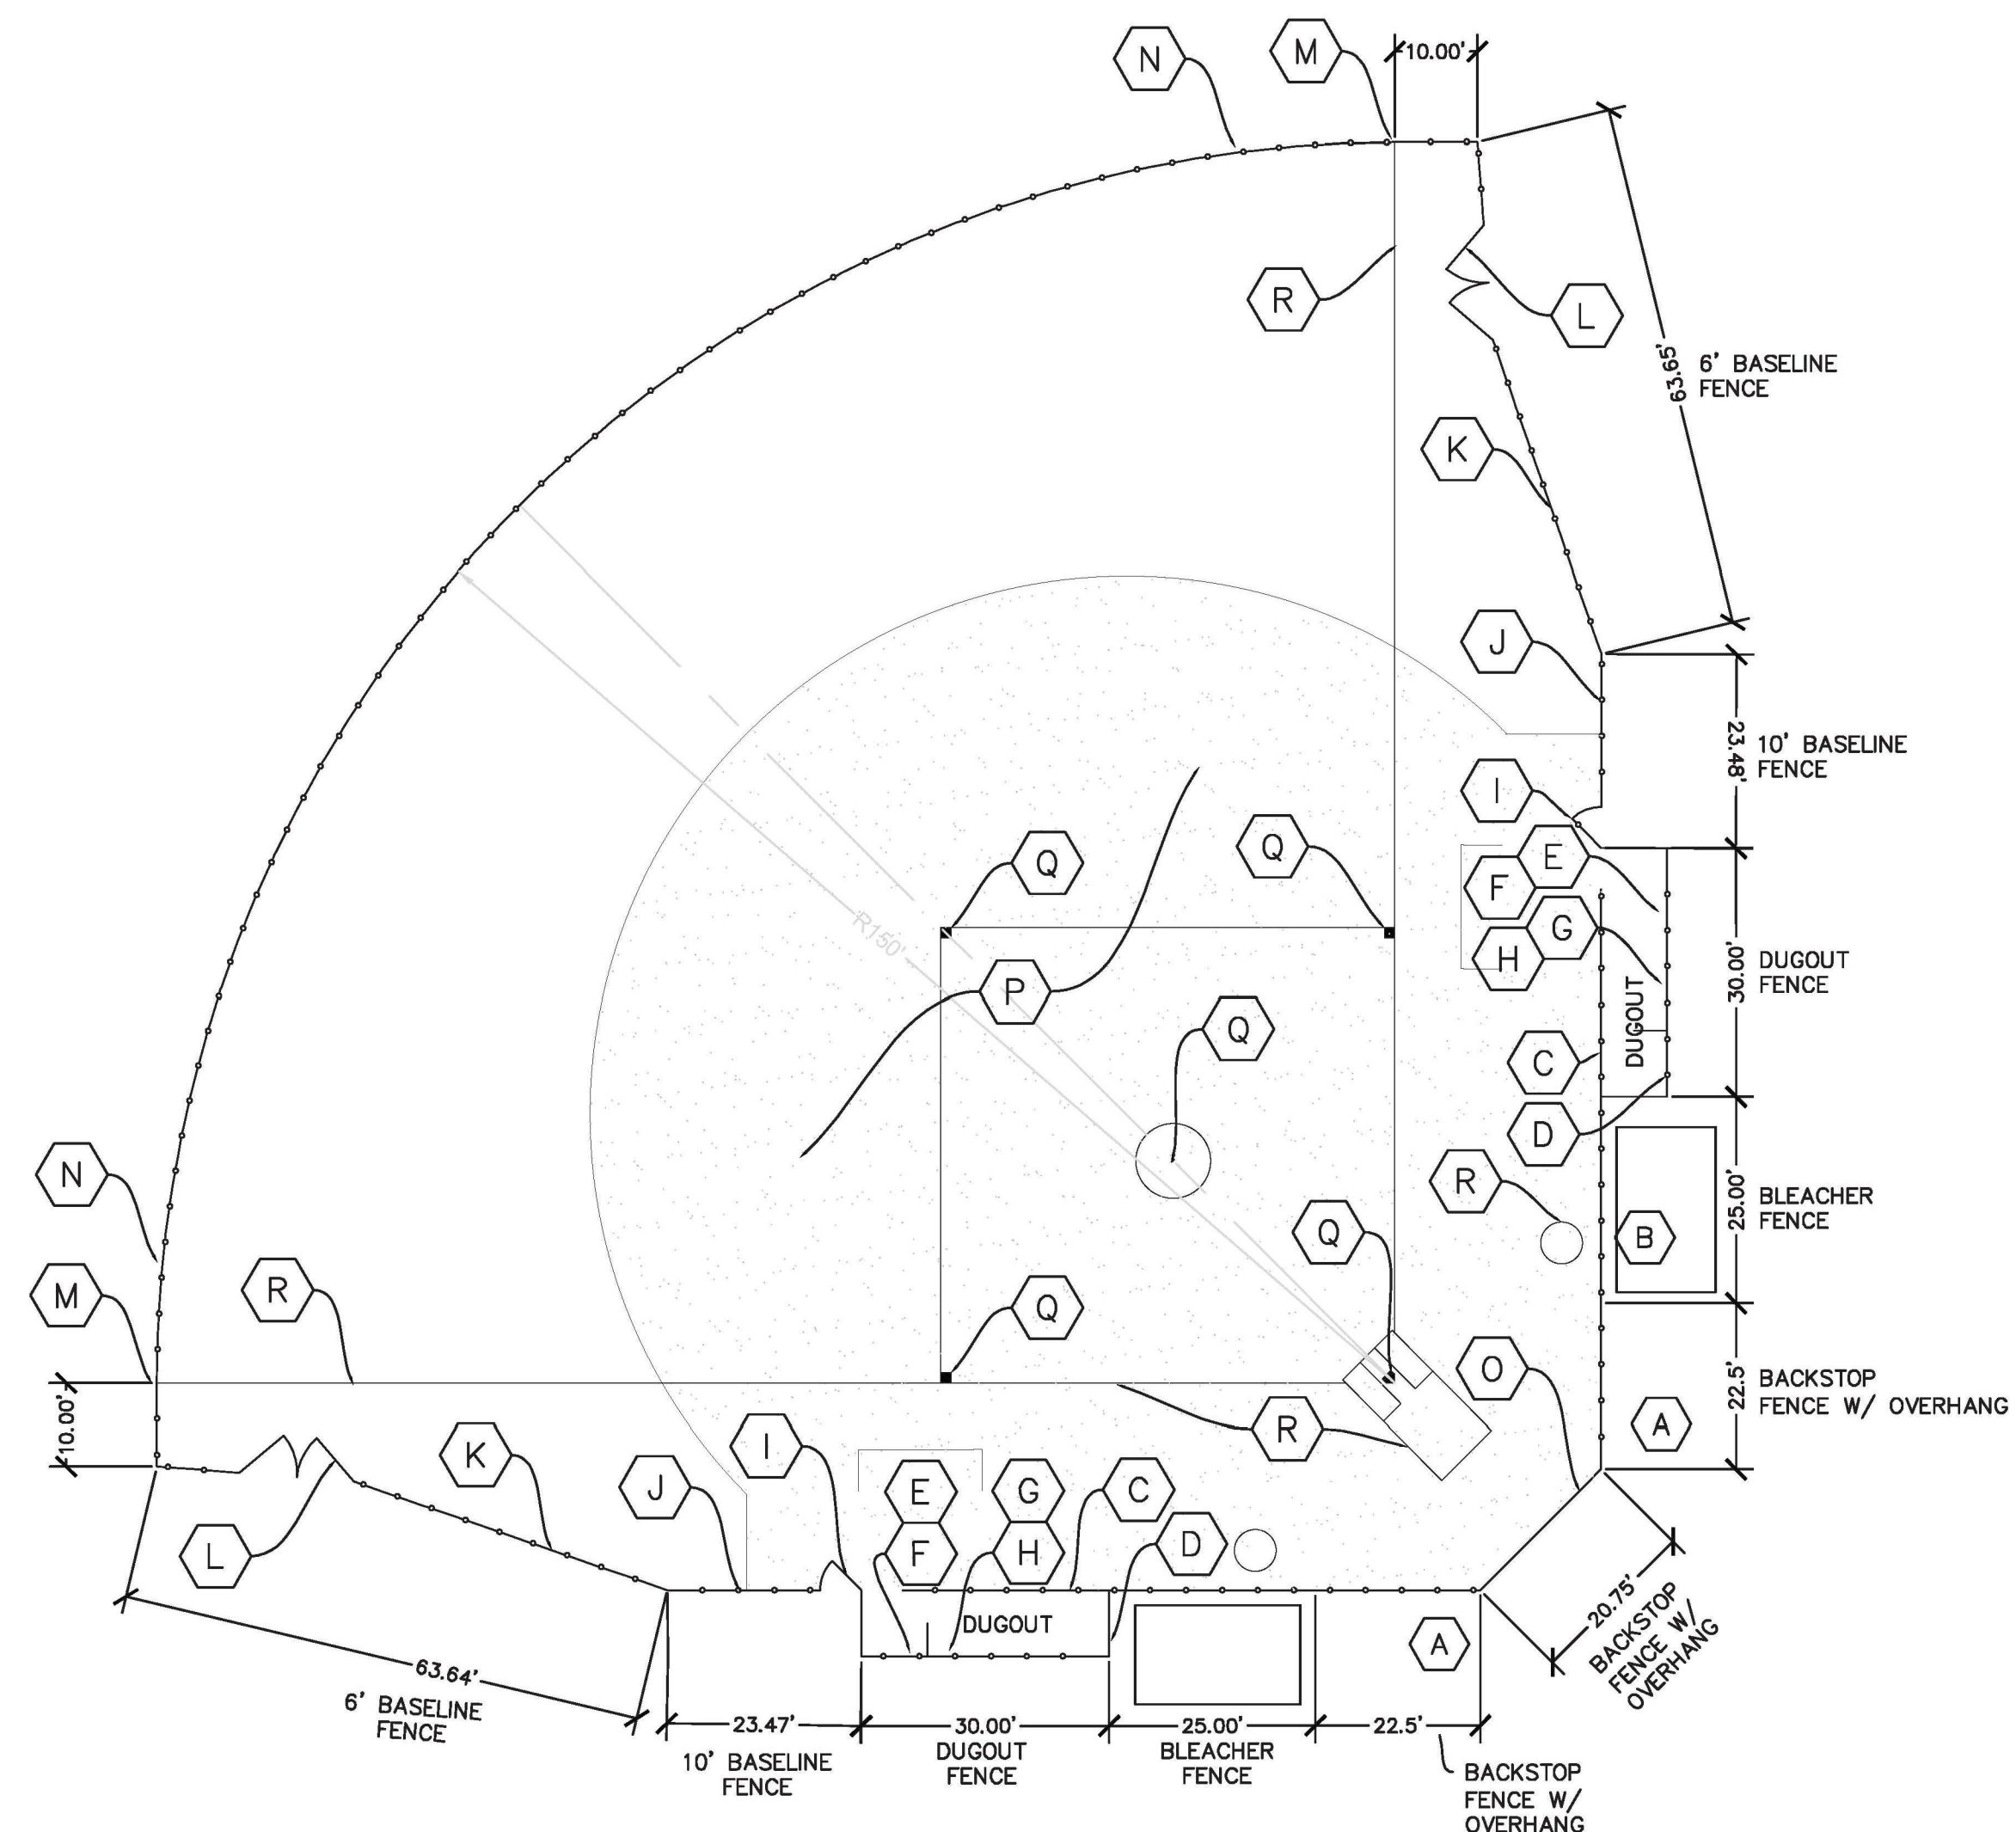 N
M
10.00'
R
L
63.65'
6' BASELINE
FENCE
K
J
23.48'
10' BASELINE
FENCE
I
E
F
G
H
Q
Q
R150'
P
Q
DUGOUT
30.00'
DUGOUT
FENCE
C
D
R
B
25.00'
BLEACHER
FENCE
N
M
R
Q
Q
O
A
22.5'
BACKSTOP
FENCE W/ OVERHANG
10.00'
K
L
J
I
E
F
G
H
C
D
R
DUGOUT
A
20.75'
BACKSTOP
FENCE W/
OVERHANG
63.64'
6' BASELINE
FENCE
23.47'
10' BASELINE
FENCE
30.00'
DUGOUT
FENCE
25.00'
BLEACHER
FENCE
22.5'
BACKSTOP
FENCE W/
OVERHANG